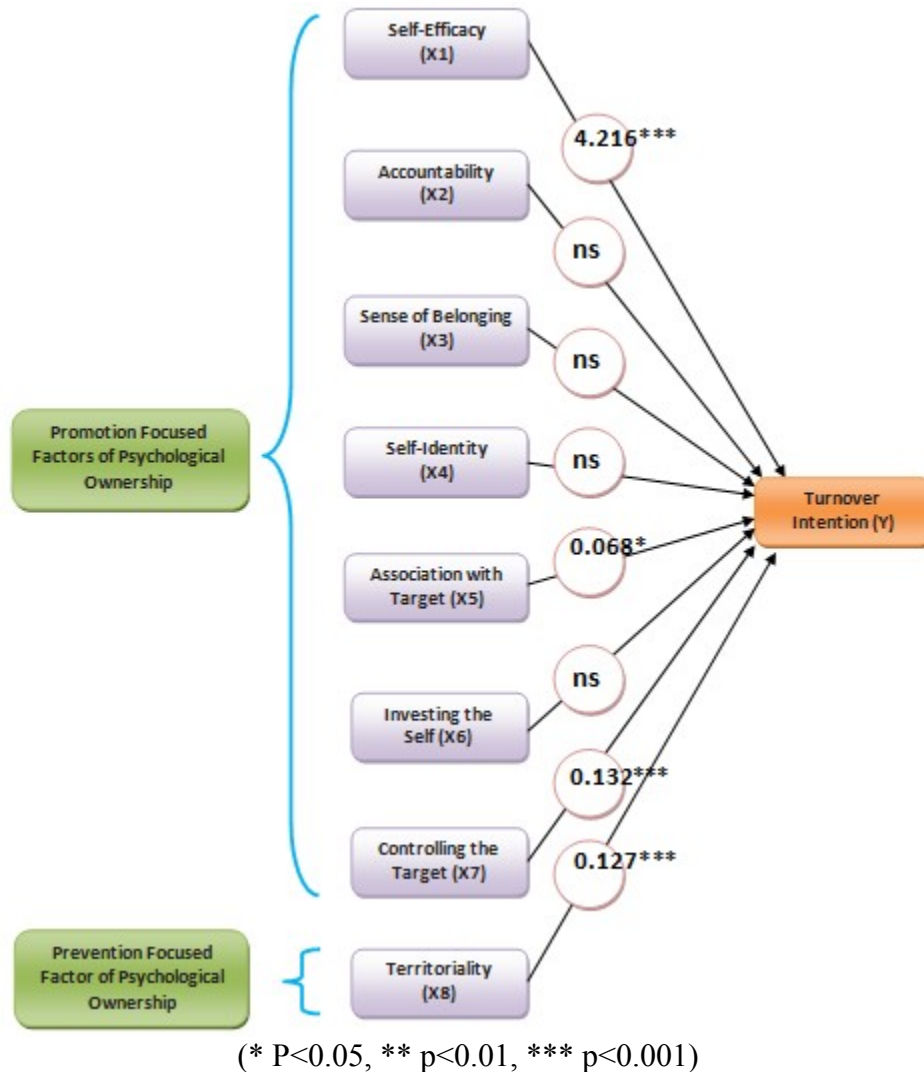 Self-Efficacy
(X1)
4.216***
Accountability
(X2)
ns
Sense of Belonging
(X3)
ns
Promotion Focused
Factors of Psychological
Ownership
Self-Identity
(X4)
ns
Turnover
Intention (Y)
Association with
Target (X5)
0.068*
Investing the
Self (X6)
ns
Controlling the
Target (X7)
0.132***
0.127***
Prevention Focused
Factor of Psychological
Ownership
Territoriality
(X8)
(* P<0.05, ** p<0.01, *** p<0.001)